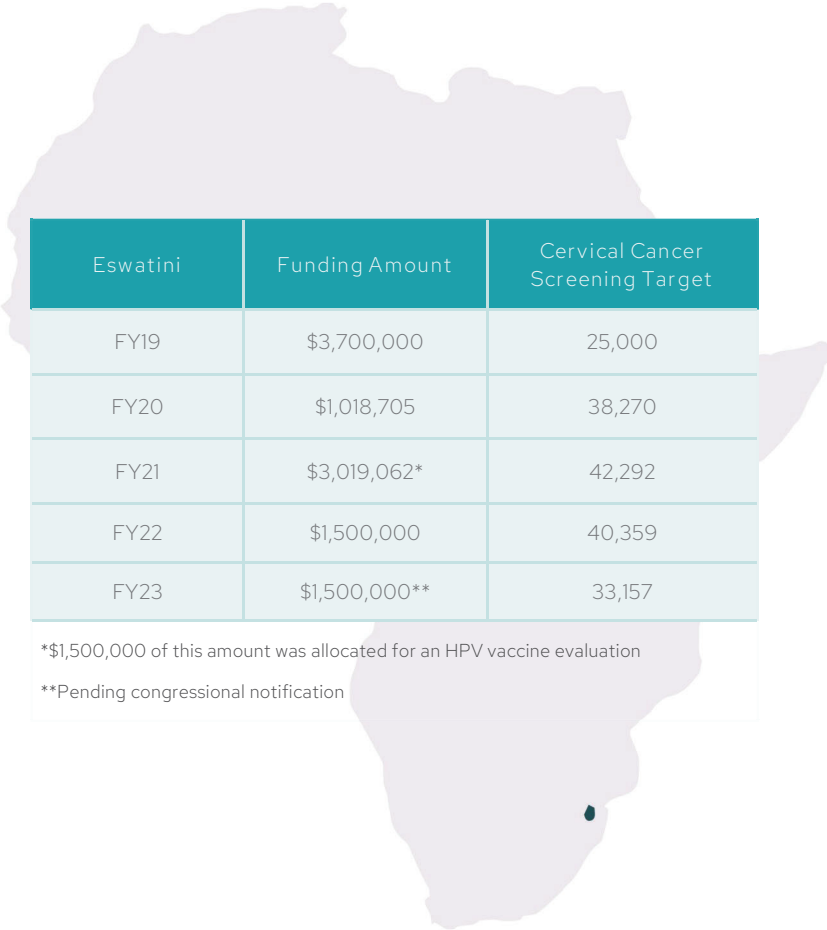 Eswatini Funding Amount Cervical Cancer
Screening Target
FY19 $3,700,000 25,000
FY20 $1,018,705 38,270
FY21 $3,019,062* 42,292
FY22 $1,500,000 40,359
FY23 $1,500,000** 33,157
*$1,500,000 of this amount was allocated for an HPV vaccine evaluation
**Pending congressional notification